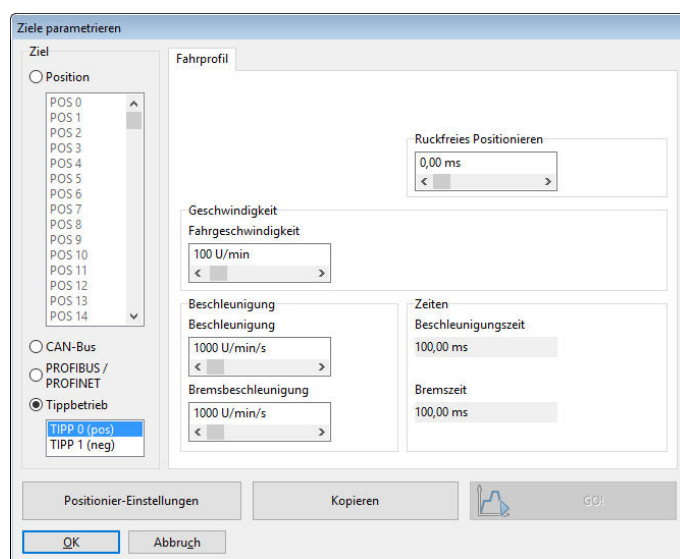 Ziele parametrieren
Ziel
Position
POS 0
POS 1
POS 2
POS 3
POS 4
POS 5
POS 6
POS 7
POS 8
POS 9
POS 10
POS 11
POS 12
POS 13
POS 14
CAN-Bus
PROFIBUS /
PROFINET
Tippbetrieb
TIPP 0 (pos)
TIPP 1 (neg)
Fahrprofil
Ruckfreies Positionieren
0,00 ms
Geschwindigkeit
Fahrgeschwindigkeit
100 U/min
Beschleunigung
Beschleunigung
1000 U/min/s
Bremsbeschleunigung
1000 U/min/s
Zeiten
Beschleunigungszeit
100,00 ms
Bremszeit
100,00 ms
Positionier-Einstellungen
Kopieren
GO!
OK
Abbruch